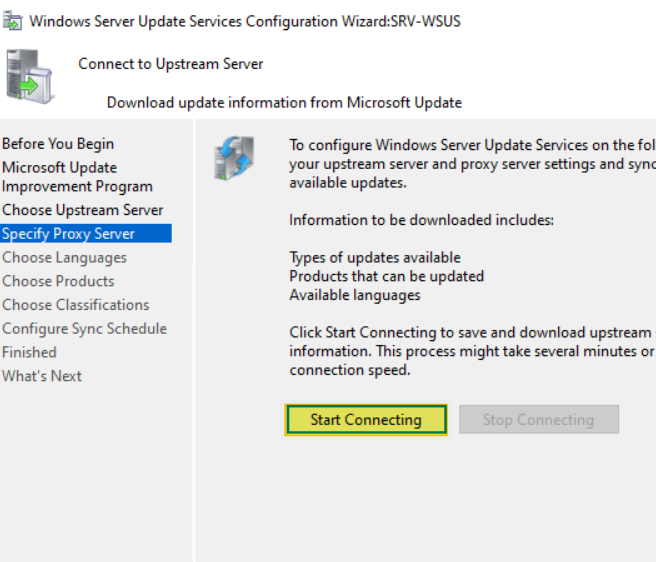 Windows Server Update Services Configuration Wizard:SRV-WSUS
Connect to Upstream Server
Download update information from Microsoft Update
Before You Begin
Microsoft Update
Improvement Program
Choose Upstream Server
Specify Proxy Server
Choose Languages
Choose Products
Choose Classifications
Configure Sync Schedule
Finished
What's Next
To configure Windows Server Update Services on the fol
your upstream server and proxy server settings and sync
available updates.
Information to be downloaded includes:
Types of updates available
Products that can be updated
Available languages
Click Start Connecting to save and download upstream
information. This process might take several minutes or
connection speed.
Start Connecting
Stop Connecting